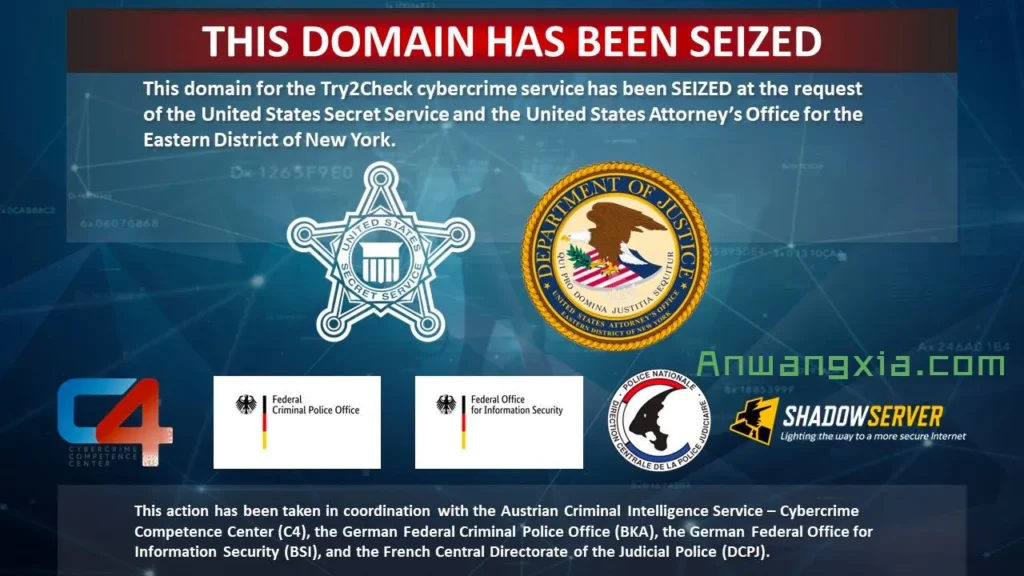 THIS DOMAIN HAS BEEN SEIZED
This domain for the Try2Check cybercrime service has been SEIZED at the request
of the United States Secret Service and the United States Attorney's Office for the
Eastern District of New York.
D= 1265F9E0
6x06078868
UNITED STATES
SECRET SERVICE
DEPARTMENT OF JUSTICE
QUI PRO DOMINA JUSTITIA SEQUITUR
UNITED STATES ATTORNEY'S OFFICE
EASTERN DISTRICT OF NEW YORK
Ax246A01B4
Anwangxia.com
C4
CYBERCRIME
COMPETENCE
CENTER
Federal
Criminal Police Office
Federal Office
for Information Security
POLICE NATIONALE
DIRECTION CENTRALE DE LA POLICE JUDICIAIRE
SHADOWSERVER
Lighting the way to a more secure Internet
This action has been taken in coordination with the Austrian Criminal Intelligence Service – Cybercrime
Competence Center (C4), the German Federal Criminal Police Office (BKA), the German Federal Office for
Information Security (BSI), and the French Central Directorate of the Judicial Police (DCPJ).